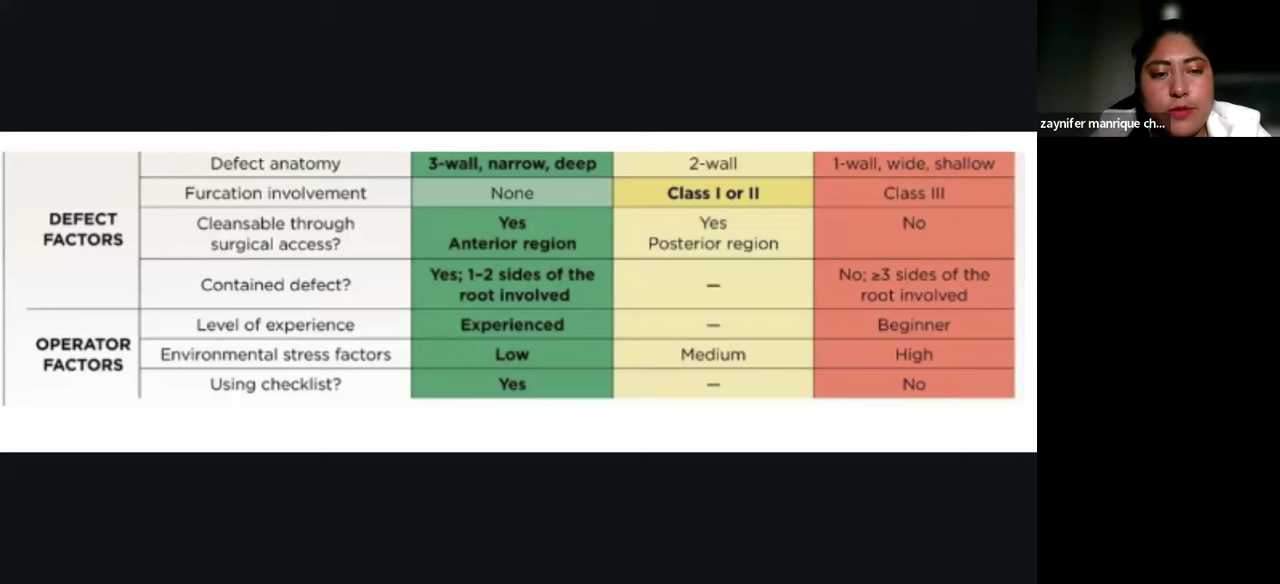 zaynifer manrique ch...
Defect anatomy 3-wall, narrow, deep 2-wall 1-wall, wide, shallow
Furcation involvement None Class I or II Class III
DEFECT FACTORS
Cleansable through surgical access? Yes Anterior region Yes Posterior region No
Contained defect? Yes; 1–2 sides of the root involved — No; ≥3 sides of the root involved
OPERATOR FACTORS
Level of experience Experienced — Beginner
Environmental stress factors Low Medium High
Using checklist? Yes — No